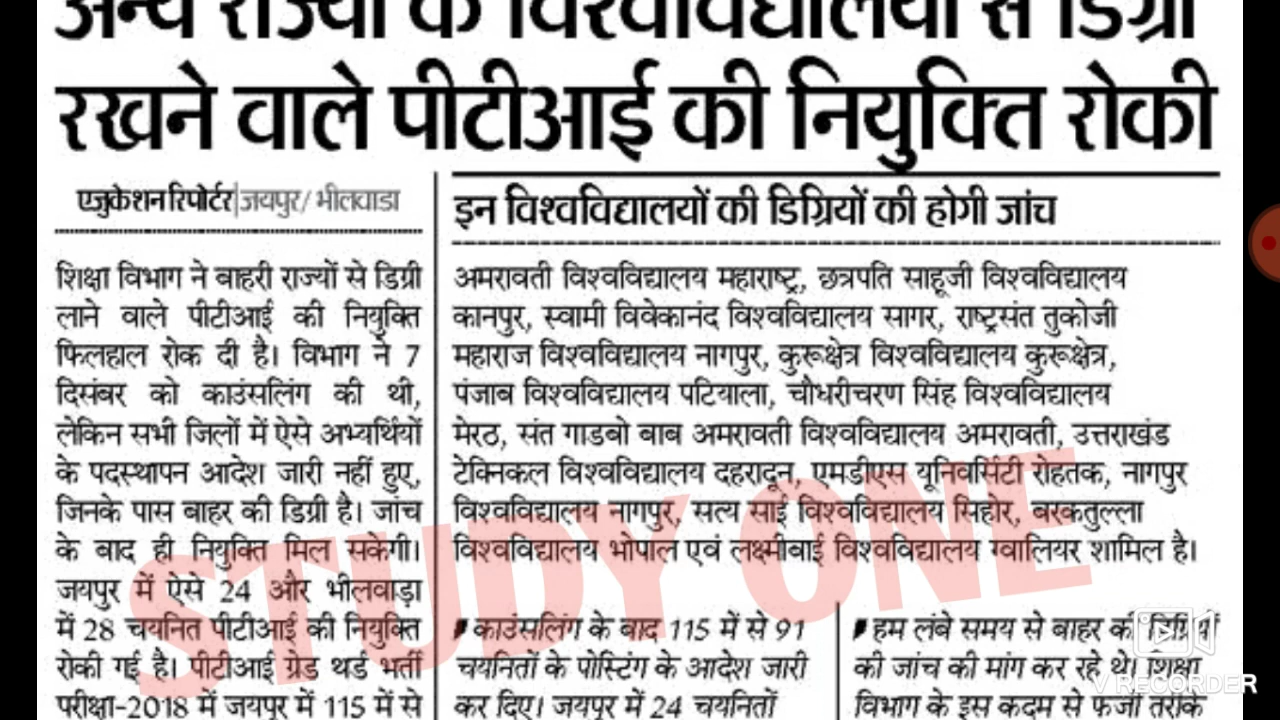 अन्य राज्यों के विश्वविद्यालयों से डिग्री
रखने वाले पीटीआई की नियुक्ति रोकी
एजुकेशन रिपोर्टर|जयपुर/भीलवाडा
शिक्षा विभाग ने बाहरी राज्यों से डिग्री
लाने वाले पीटीआई की नियुक्ति
फिलहाल रोक दी है। विभाग ने 7
दिसंबर को काउंसलिंग की थी,
लेकिन सभी जिलों में ऐसे अभ्यर्थियों
के पदस्थापन आदेश जारी नहीं हुए,
जिनके पास बाहर की डिग्री है। जांच
के बाद ही नियुक्ति मिल सकेगी।
जयपुर में ऐसे 24 और भीलवाड़ा
में 28 चयनित पीटीआई की नियुक्ति
रोकी गई है। पीटीआई ग्रेड थर्ड भर्ती
परीक्षा-2018 में जयपुर में 115 में से
इन विश्वविद्यालयों की डिग्रियों की होगी जांच
अमरावती विश्वविद्यालय महाराष्ट्र, छत्रपति साहूजी विश्वविद्यालय
कानपुर, स्वामी विवेकानंद विश्वविद्यालय सागर, राष्ट्रसंत तुकोजी
महाराज विश्वविद्यालय नागपुर, कुरूक्षेत्र विश्वविद्यालय कुरूक्षेत्र,
पंजाब विश्वविद्यालय पटियाला, चौधरीचरण सिंह विश्वविद्यालय
मेरठ, संत गाडबो बाब अमरावती विश्वविद्यालय अमरावती, उत्तराखंड
टेक्निकल विश्वविद्यालय दहरादून, एमडीएस यूनिवर्सिटी रोहतक, नागपुर
विश्वविद्यालय नागपुर, सत्य साई विश्वविद्यालय सिहोर, बरकतुल्ला
विश्वविद्यालय भोपाल एवं लक्ष्मीबाई विश्वविद्यालय ग्वालियर शामिल है।
काउंसलिंग के बाद 115 में से 91
चयनितों के पोस्टिंग के आदेश जारी
कर दिए। जयपुर में 24 चयनितों
हम लंबे समय से बाहर की डिग्रियों
की जांच की मांग कर रहे थे। शिक्षा
विभाग के इस कदम से फर्जी तरीके
STUDY ONE
V RECORDER